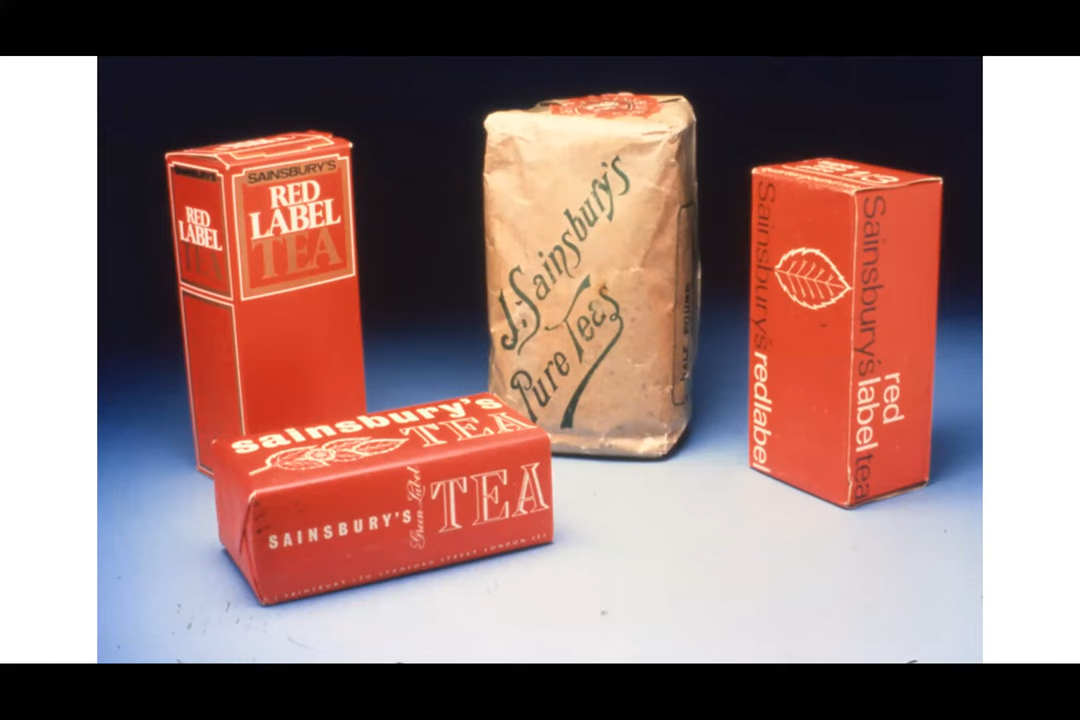 SAINSBURY'S
RED
LABEL
TEA
RED
LABEL
TEA
J. Sainsbury's
Pure Teas
HALF POUND
Sainsbury's redlabel
Sainsbury's
red
label tea
sainsbury's
TEA
SAINSBURY'S
TEA